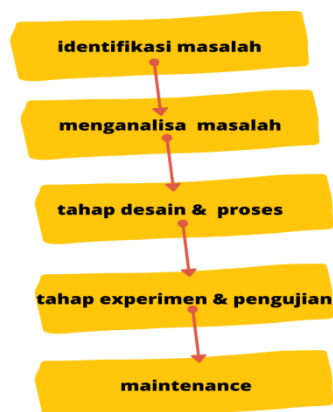 identifikasi masalah
menganalisa masalah
tahap desain & proses
tahap experimen & pengujian
maintenance